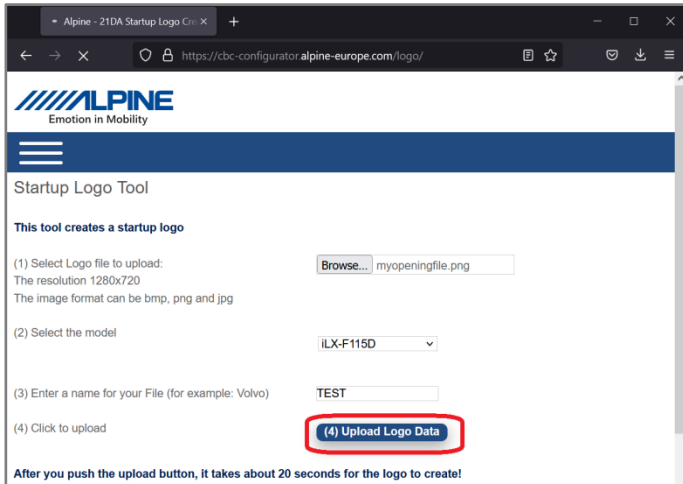 Alpine - 21DA Startup Logo Cre
https://cbc-configurator.alpine-europe.com/logo/
ALPINE
Emotion in Mobility
Startup Logo Tool
This tool creates a startup logo
(1) Select Logo file to upload:
Browse... myopeningfile.png
The resolution 1280x720
The image format can be bmp, png and jpg
(2) Select the model
iLX-F115D
(3) Enter a name for your File (for example: Volvo)
TEST
(4) Click to upload
(4) Upload Logo Data
After you push the upload button, it takes about 20 seconds for the logo to create!